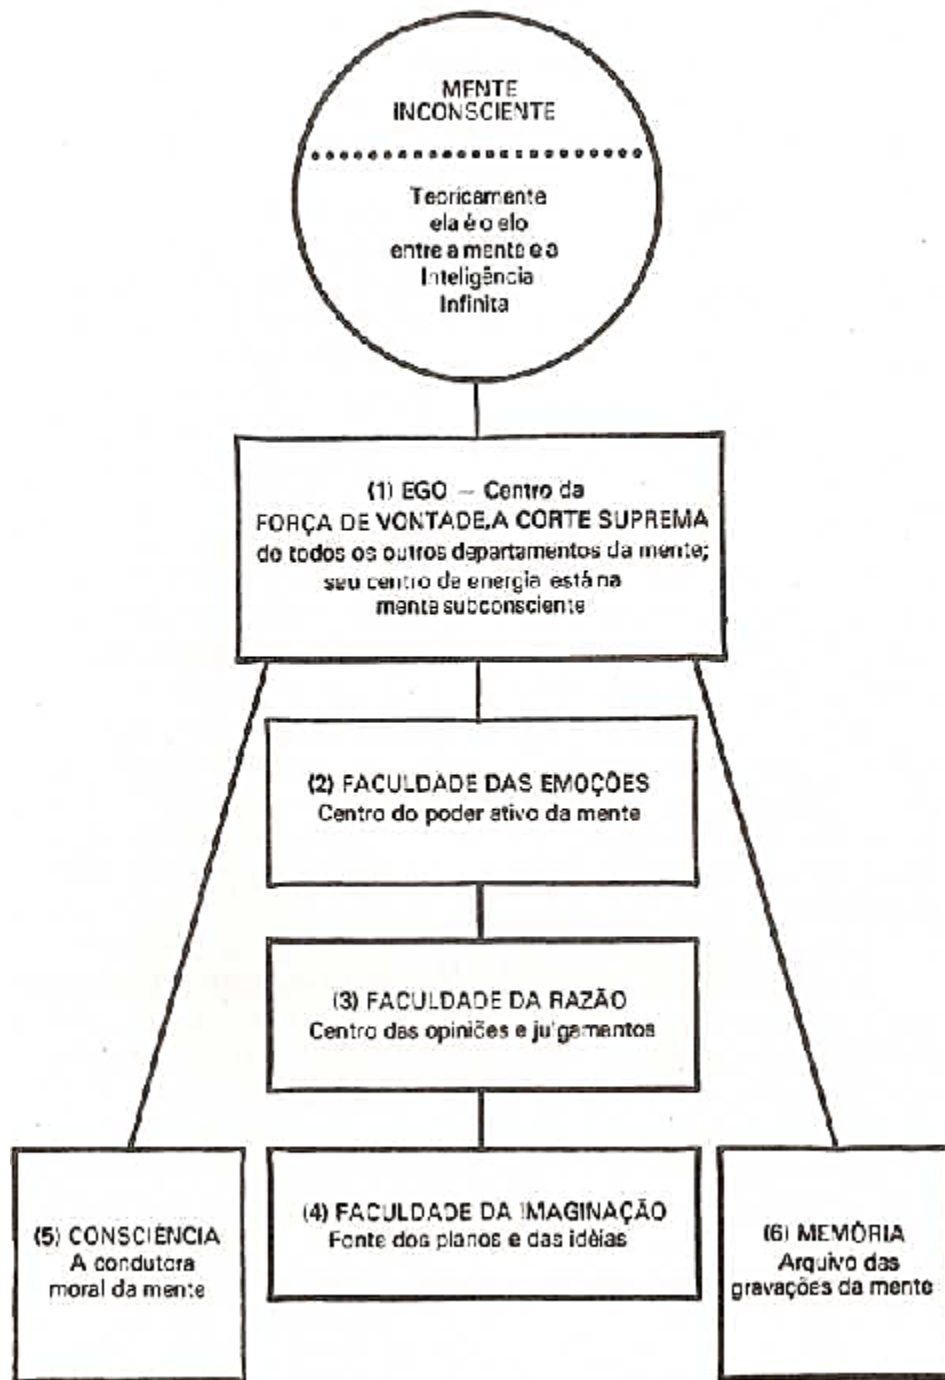 MENTE
INCONSCIENTE
Teoricamente
ela é o elo
entre a mente e a
Inteligência
Infinita
(1) EGO — Centro da
FORÇA DE VONTADE, A CORTE SUPREMA
de todos os outros departamentos da mente;
seu centro de energia está na
mente subconsciente
(2) FACULDADE DAS EMOÇÕES
Centro do poder ativo da mente
(3) FACULDADE DA RAZÃO
Centro das opiniões e julgamentos
(4) FACULDADE DA IMAGINAÇÃO
Fonte dos planos e das idéias
(5) CONSCIÊNCIA
A condutora
moral da mente
(6) MEMÓRIA
Arquivo das
gravações da mente